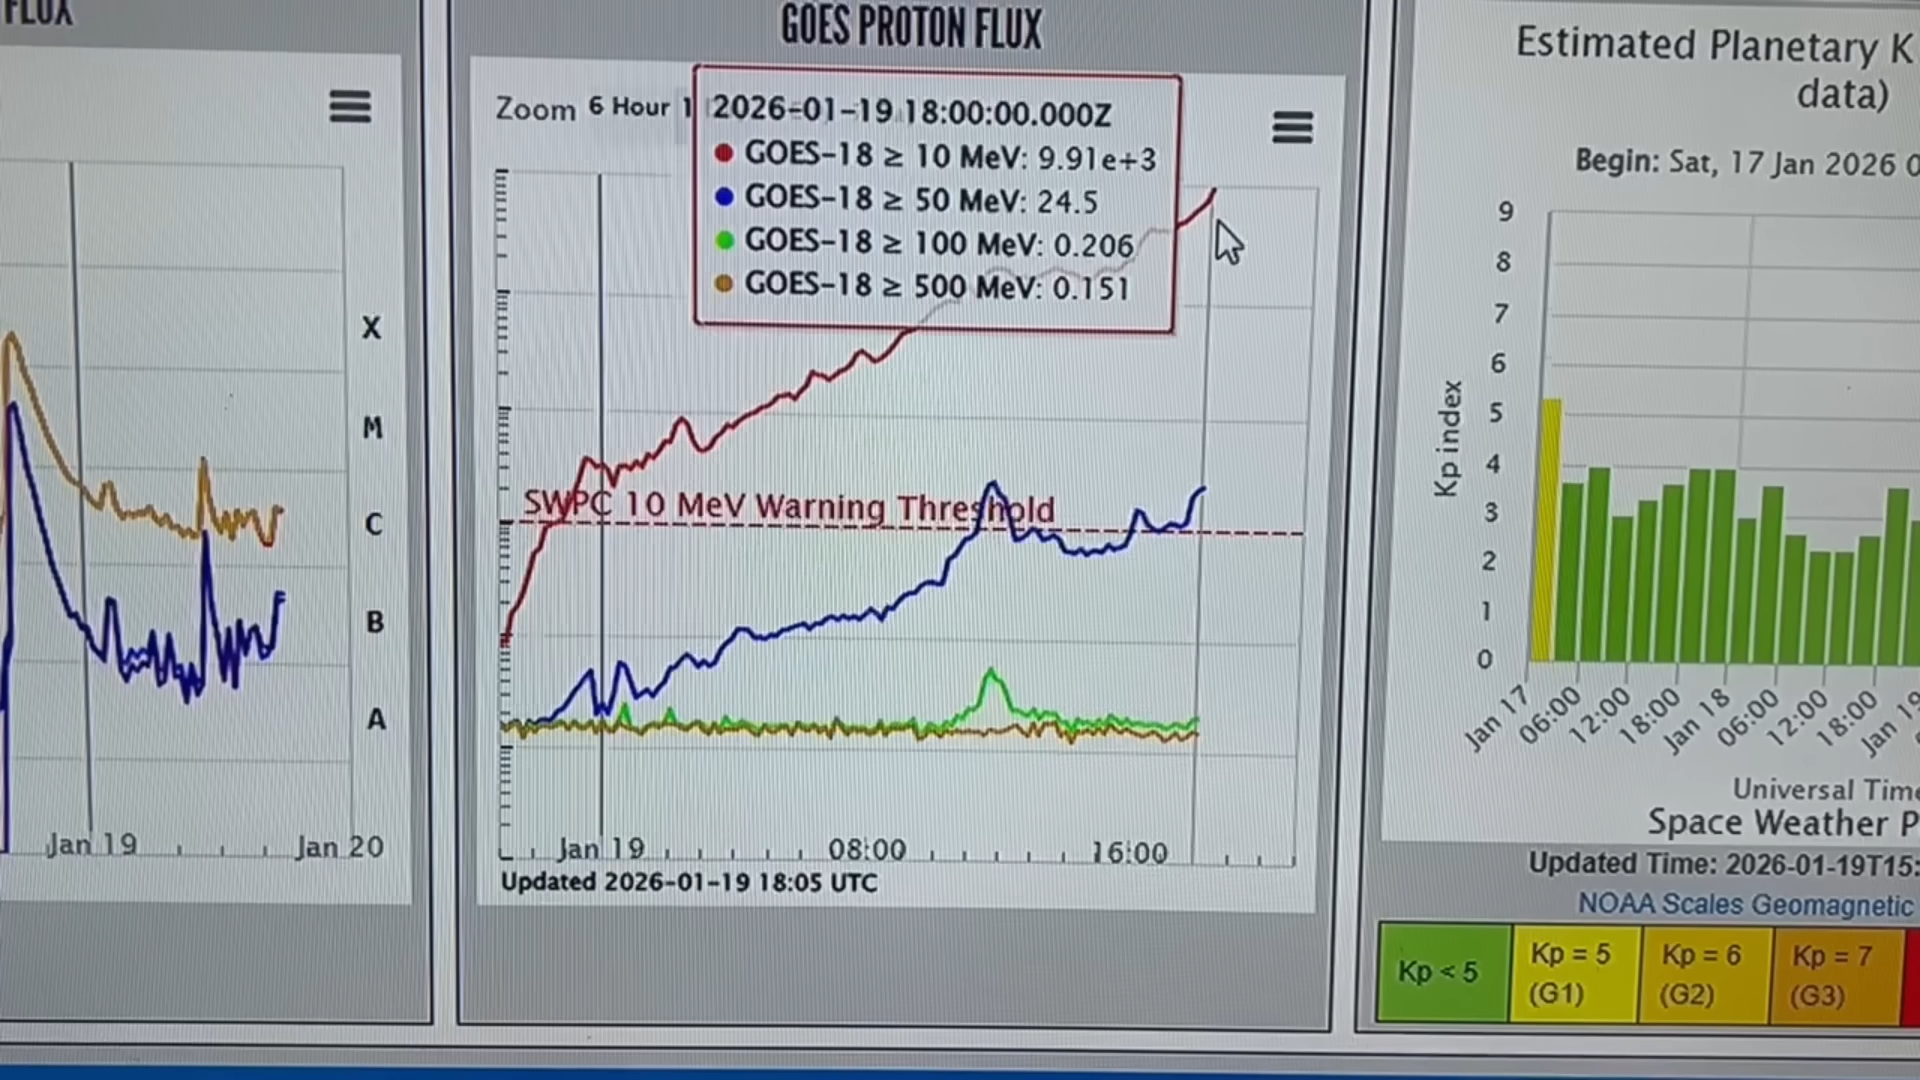 FLUX
X
M
C
B
A
Jan 19
Jan 20
GOES PROTON FLUX
Zoom 6 Hour 1
2026-01-19 18:00:00.000Z
GOES-18 ≥ 10 MeV: 9.91e+3
GOES-18 ≥ 50 MeV: 24.5
GOES-18 ≥ 100 MeV: 0.206
GOES-18 ≥ 500 MeV: 0.151
SWPC 10 MeV Warning Threshold
Jan 19
08:00
16:00
Updated 2026-01-19 18:05 UTC
Estimated Planetary K
data)
Begin: Sat, 17 Jan 2026 0
Kp index
9
8
7
6
5
4
3
2
1
0
Jan 17
06:00
12:00
18:00
Jan 18
06:00
12:00
18:00
Jan 19
Universal Time
Space Weather P
Updated Time: 2026-01-19T15:
NOAA Scales Geomagnetic
Kp < 5
Kp = 5
(G1)
Kp = 6
(G2)
Kp = 7
(G3)